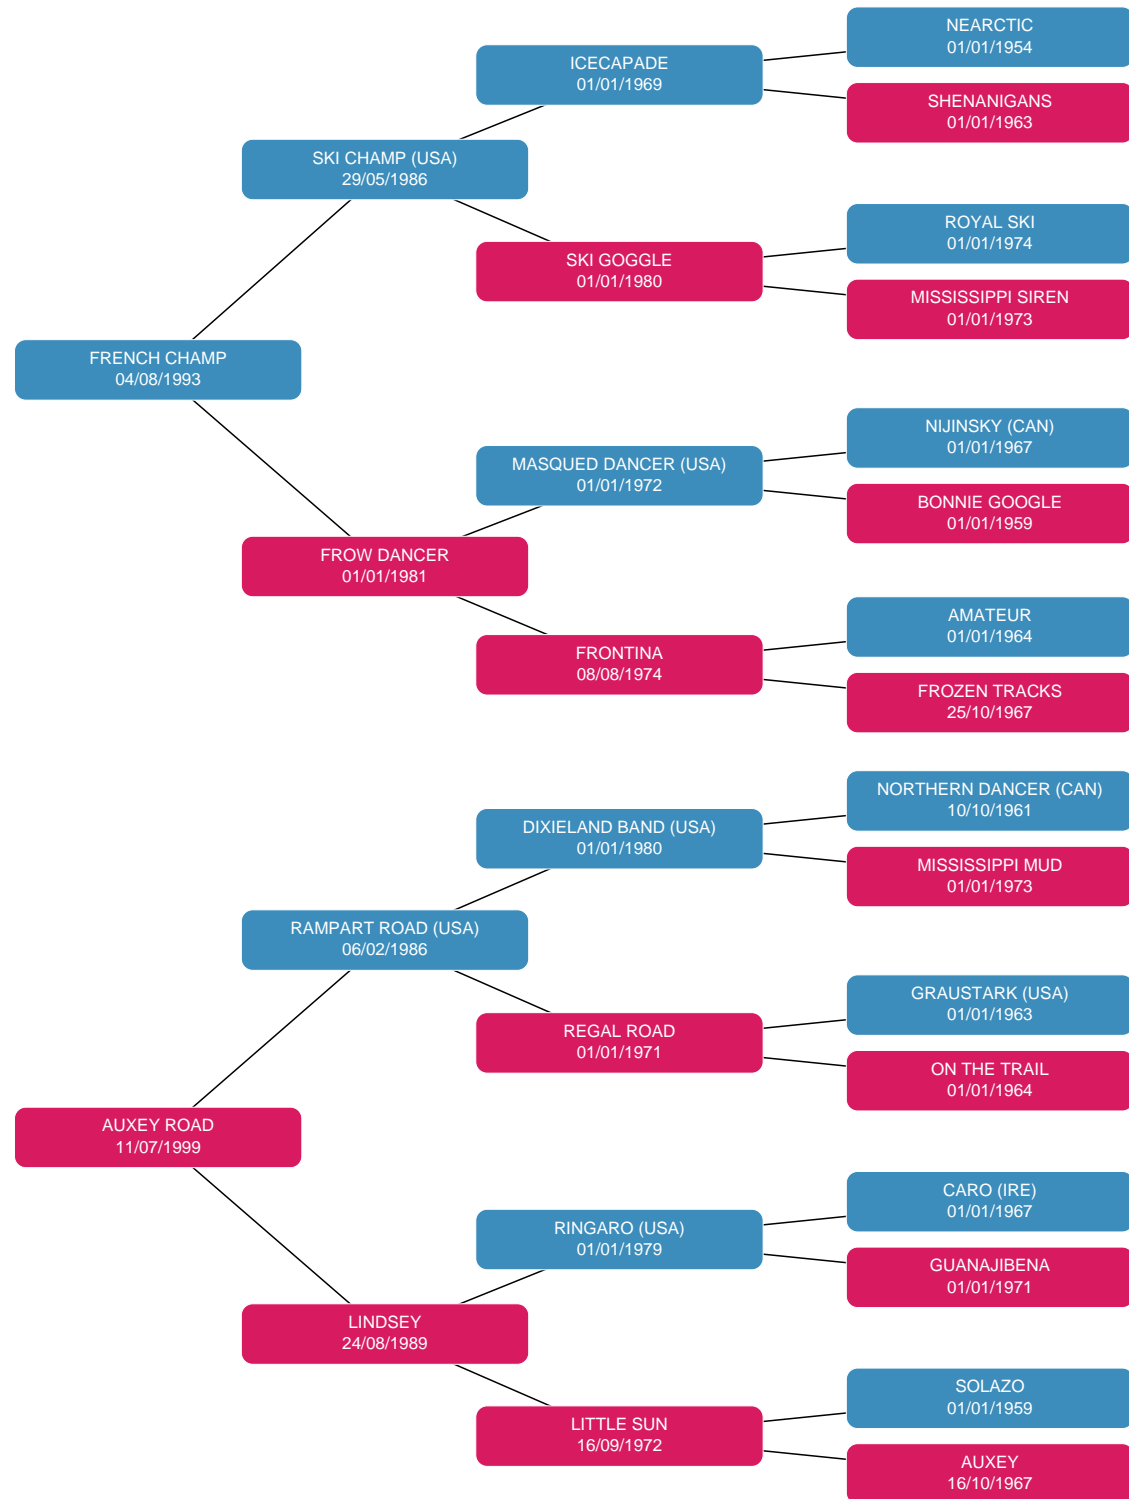 NEARCTIC
01/01/1954
ICECAPADE
01/01/1969
SHENANIGANS
01/01/1963
SKI CHAMP (USA)
29/05/1986
ROYAL SKI
01/01/1974
SKI GOGGLE
01/01/1980
MISSISSIPPI SIREN
01/01/1973
FRENCH CHAMP
04/08/1993
NIJINSKY (CAN)
01/01/1967
MASQUED DANCER (USA)
01/01/1972
BONNIE GOOGLE
01/01/1959
FROW DANCER
01/01/1981
AMATEUR
01/01/1964
FRONTINA
08/08/1974
FROZEN TRACKS
25/10/1967
NORTHERN DANCER (CAN)
10/10/1961
DIXIELAND BAND (USA)
01/01/1980
MISSISSIPPI MUD
01/01/1973
RAMPART ROAD (USA)
06/02/1986
GRAUSTARK (USA)
01/01/1963
REGAL ROAD
01/01/1971
ON THE TRAIL
01/01/1964
AUXEY ROAD
11/07/1999
CARO (IRE)
01/01/1967
RINGARO (USA)
01/01/1979
GUANAJIBENA
01/01/1971
LINDSEY
24/08/1989
SOLAZO
01/01/1959
LITTLE SUN
16/09/1972
AUXEY
16/10/1967